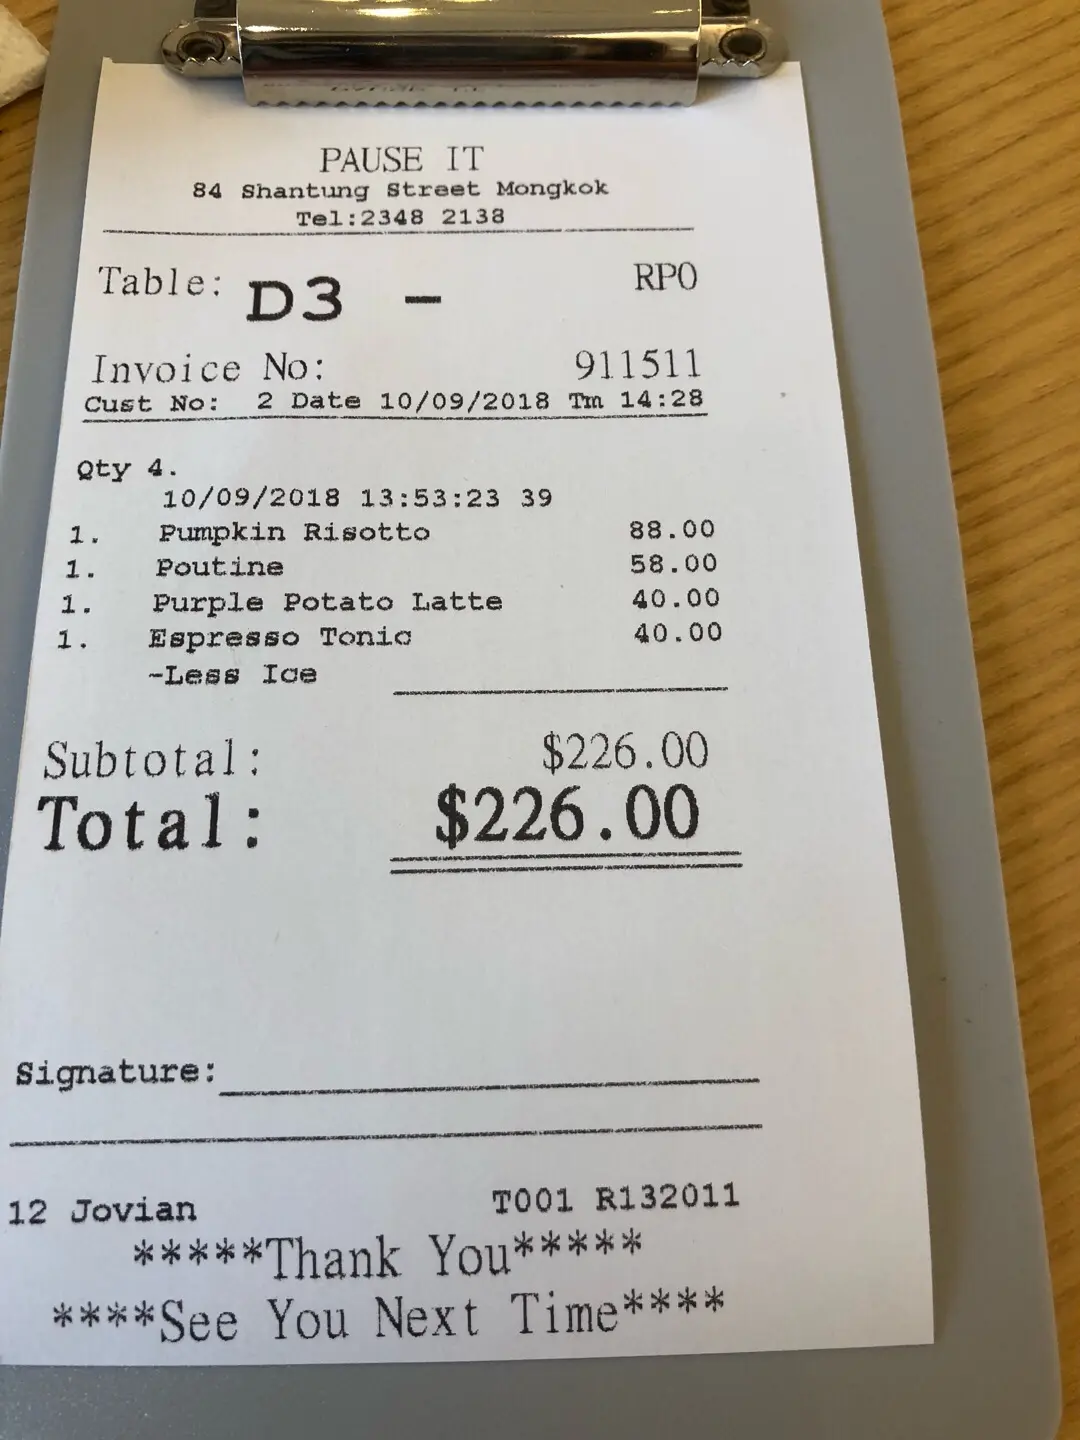 PAUSE IT
84 Shantung Street Mongkok
Tel:2348 2138
Table: D3 - RP0
Invoice No: 911511
Cust No: 2 Date 10/09/2018 Tm 14:28
Qty 4.
10/09/2018 13:53:23 39
1. Pumpkin Risotto 88.00
1. Poutine 58.00
1. Purple Potato Latte 40.00
1. Espresso Tonic 40.00
-Less Ice
Subtotal: $226.00
Total: $226.00
Signature:
12 Jovian T001 R132011
*****Thank You*****
****See You Next Time****